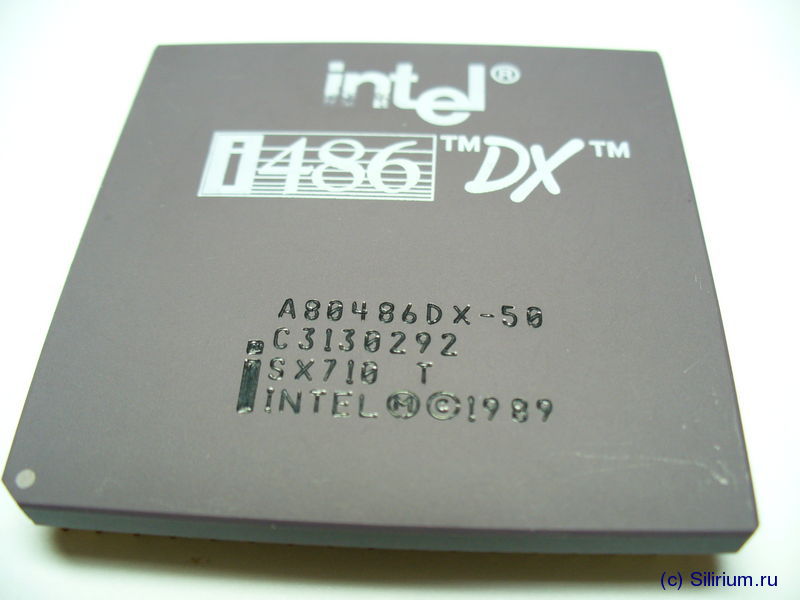 intel®
i486™ DX™
A80486DX-50
C3130292
SX710 T
INTEL Ⓜ © 1989
(c) Silirium.ru